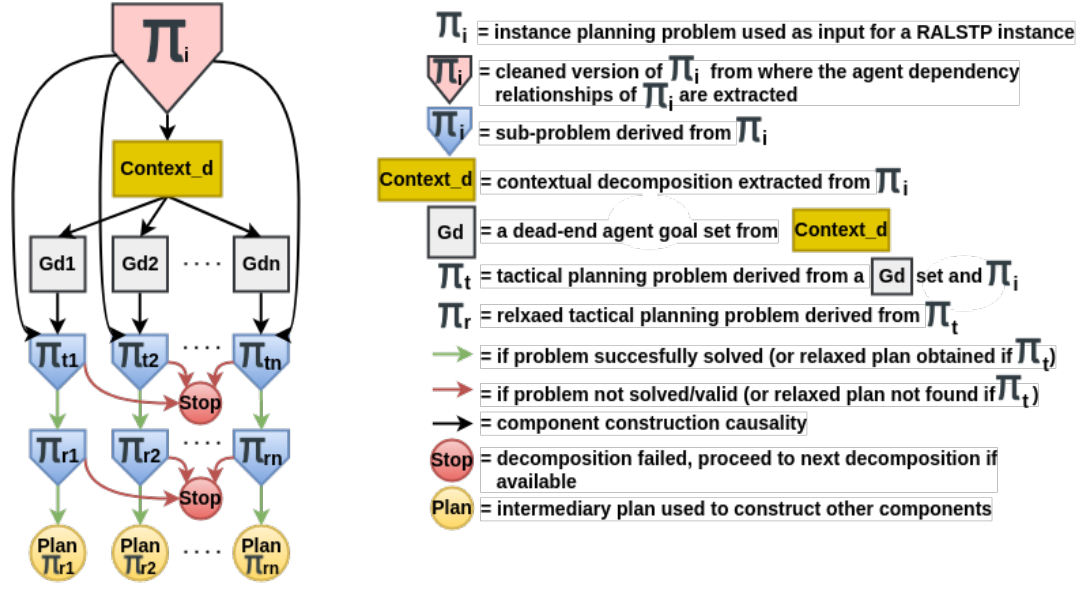 πi
Context_d
Gd1 Gd2 .... Gdn
πt1 πt2 .... πtn
Stop
πr1 πr2 .... πrn
Stop
Plan Plan .... Plan
πr1 πr2 πrn
πi = instance planning problem used as input for a RALSTP instance
πi = cleaned version of πi from where the agent dependency
relationships of πi are extracted
πi = sub-problem derived from πi
Context_d = contextual decomposition extracted from πi
Gd = a dead-end agent goal set from Context_d
πt = tactical planning problem derived from a Gd set and πi
πr = relxaed tactical planning problem derived from πt
= if problem succesfully solved (or relaxed plan obtained if πt)
= if problem not solved/valid (or relaxed plan not found if πt)
= component construction causality
Stop = decomposition failed, proceed to next decomposition if
available
Plan = intermediary plan used to construct other components